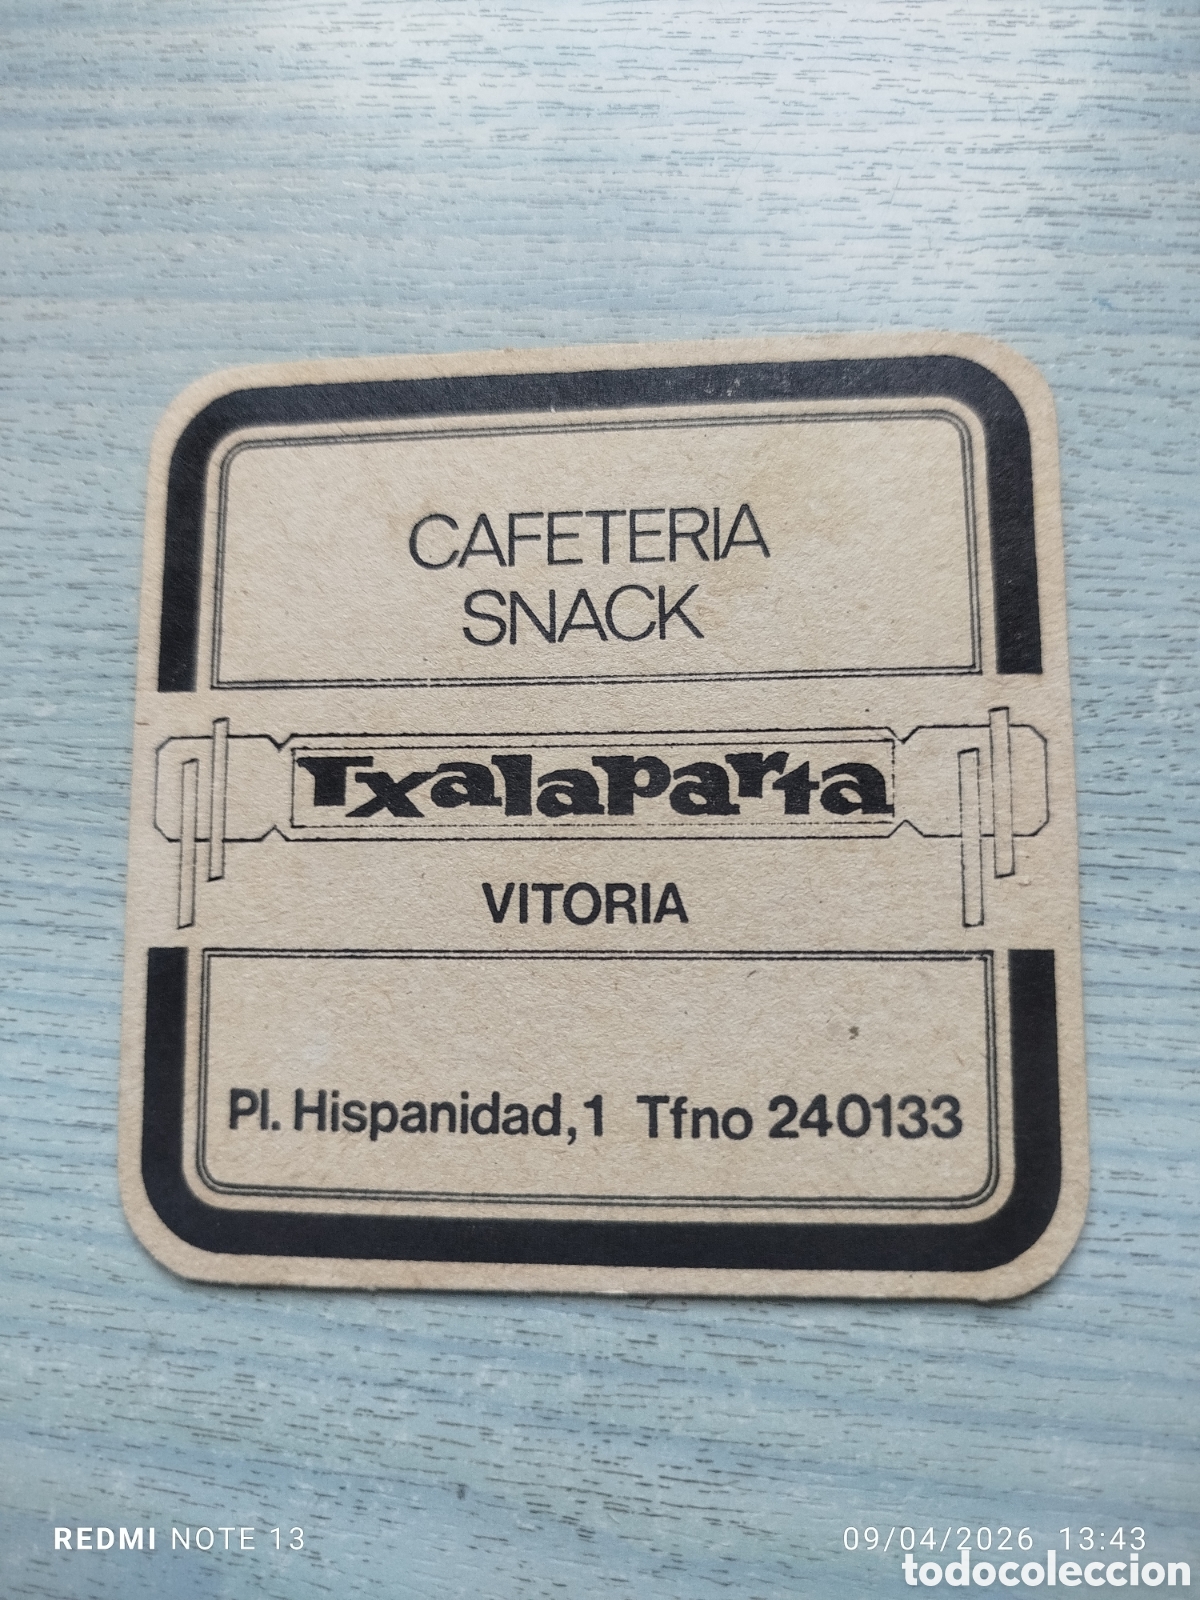 CAFETERIA
SNACK
Txalaparta
VITORIA
Pl. Hispanidad, 1 Tfno 240133
REDMI NOTE 13
09/04/2026 13:43
todocoleccion